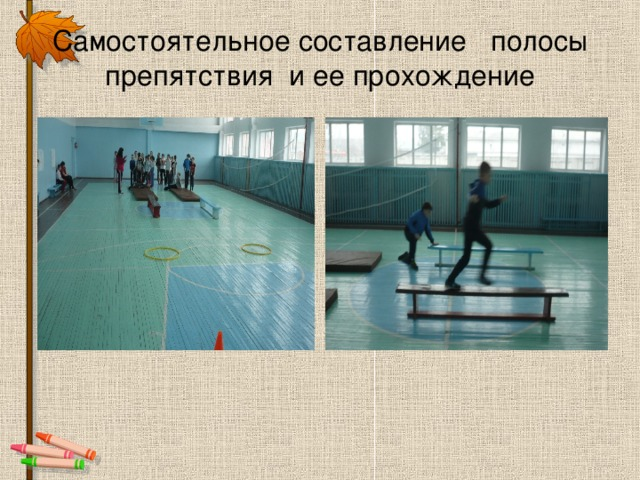 Самостоятельное составление полосы
препятствия и ее прохождение